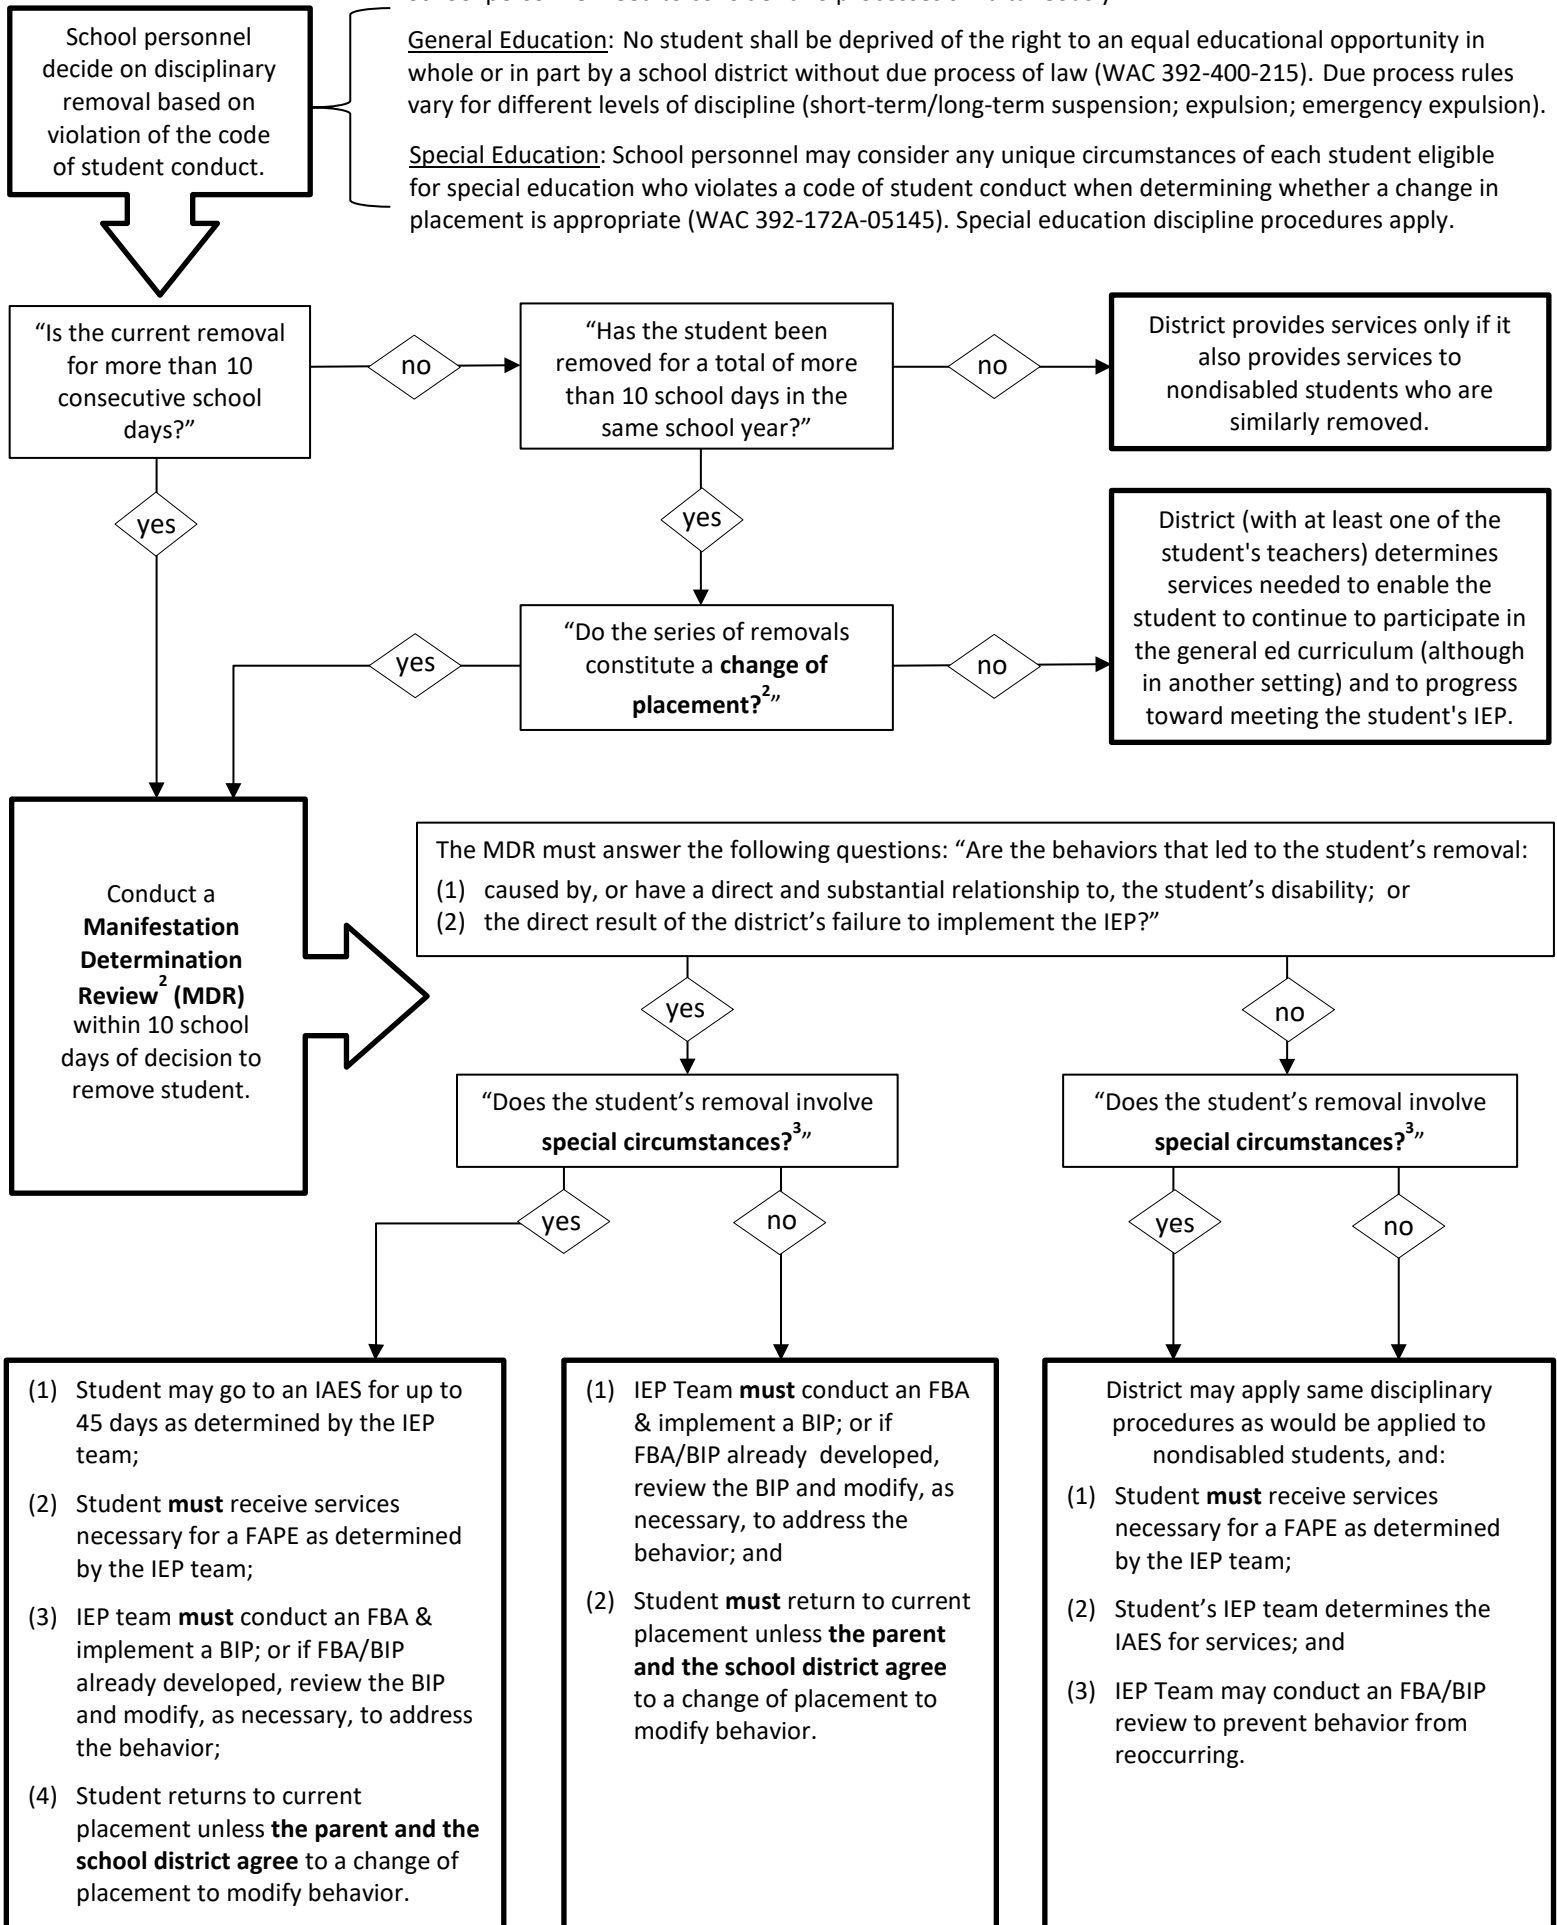 School personnel
decide on disciplinary
removal based on
violation of the code
of student conduct.
General Education: No student shall be deprived of the right to an equal educational opportunity in
whole or in part by a school district without due process of law (WAC 392-400-215). Due process rules
vary for different levels of discipline (short-term/long-term suspension; expulsion; emergency expulsion).
Special Education: School personnel may consider any unique circumstances of each student eligible
for special education who violates a code of student conduct when determining whether a change in
placement is appropriate (WAC 392-172A-05145). Special education discipline procedures apply.
“Is the current removal
for more than 10
consecutive school
days?”
no
“Has the student been
removed for a total of more
than 10 school days in the
same school year?”
no
District provides services only if it
also provides services to
nondisabled students who are
similarly removed.
yes
yes
“Do the series of removals
constitute a change of
placement?2”
yes
no
District (with at least one of the
student's teachers) determines
services needed to enable the
student to continue to participate in
the general ed curriculum (although
in another setting) and to progress
toward meeting the student's IEP.
Conduct a
Manifestation
Determination
Review2 (MDR)
within 10 school
days of decision to
remove student.
The MDR must answer the following questions: “Are the behaviors that led to the student’s removal:
(1) caused by, or have a direct and substantial relationship to, the student’s disability; or
(2) the direct result of the district’s failure to implement the IEP?”
yes
no
“Does the student’s removal involve
special circumstances?3”
“Does the student’s removal involve
special circumstances?3”
yes
no
yes
no
(1) Student may go to an IAES for up to
45 days as determined by the IEP
team;
(2) Student must receive services
necessary for a FAPE as determined
by the IEP team;
(3) IEP team must conduct an FBA &
implement a BIP; or if FBA/BIP
already developed, review the BIP
and modify, as necessary, to address
the behavior;
(4) Student returns to current
placement unless the parent and the
school district agree to a change of
placement to modify behavior.
(1) IEP Team must conduct an FBA
& implement a BIP; or if
FBA/BIP already developed,
review the BIP and modify, as
necessary, to address the
behavior; and
(2) Student must return to current
placement unless the parent
and the school district agree
to a change of placement to
modify behavior.
District may apply same disciplinary
procedures as would be applied to
nondisabled students, and:
(1) Student must receive services
necessary for a FAPE as determined
by the IEP team;
(2) Student’s IEP team determines the
IAES for services; and
(3) IEP Team may conduct an FBA/BIP
review to prevent behavior from
reoccurring.